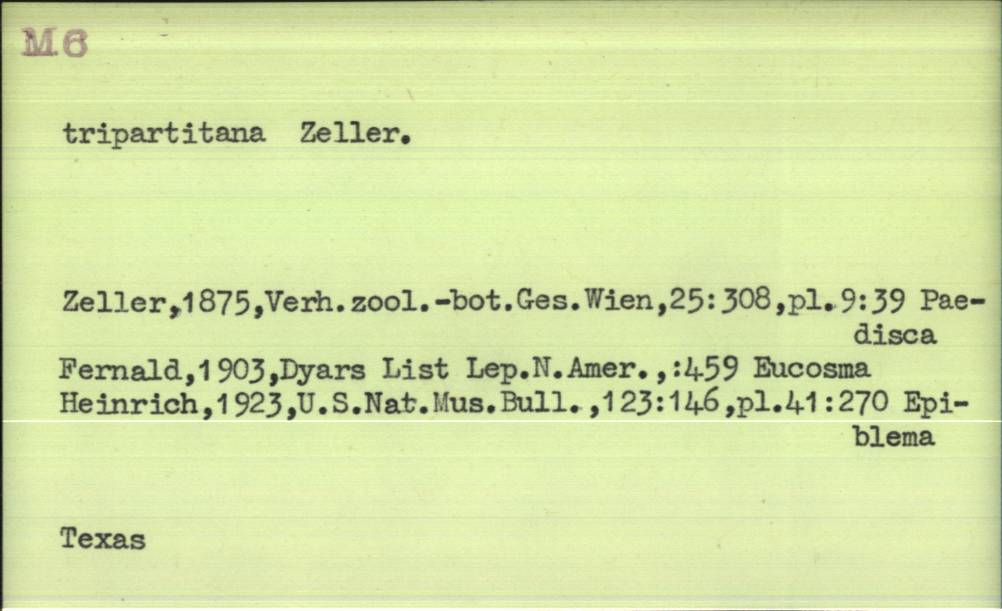 M6
tripartitana Zeller.
Zeller,1875,Verh.zool.-bot.Ges.Wien,25:308,pl.9:39 Pae-
disca
Fernald,1903,Dyars List Lep.N.Amer.,:459 Eucosma
Heinrich,1923,U.S.Nat.Mus.Bull.,123:146,pl.41:270 Epi-
blema
Texas